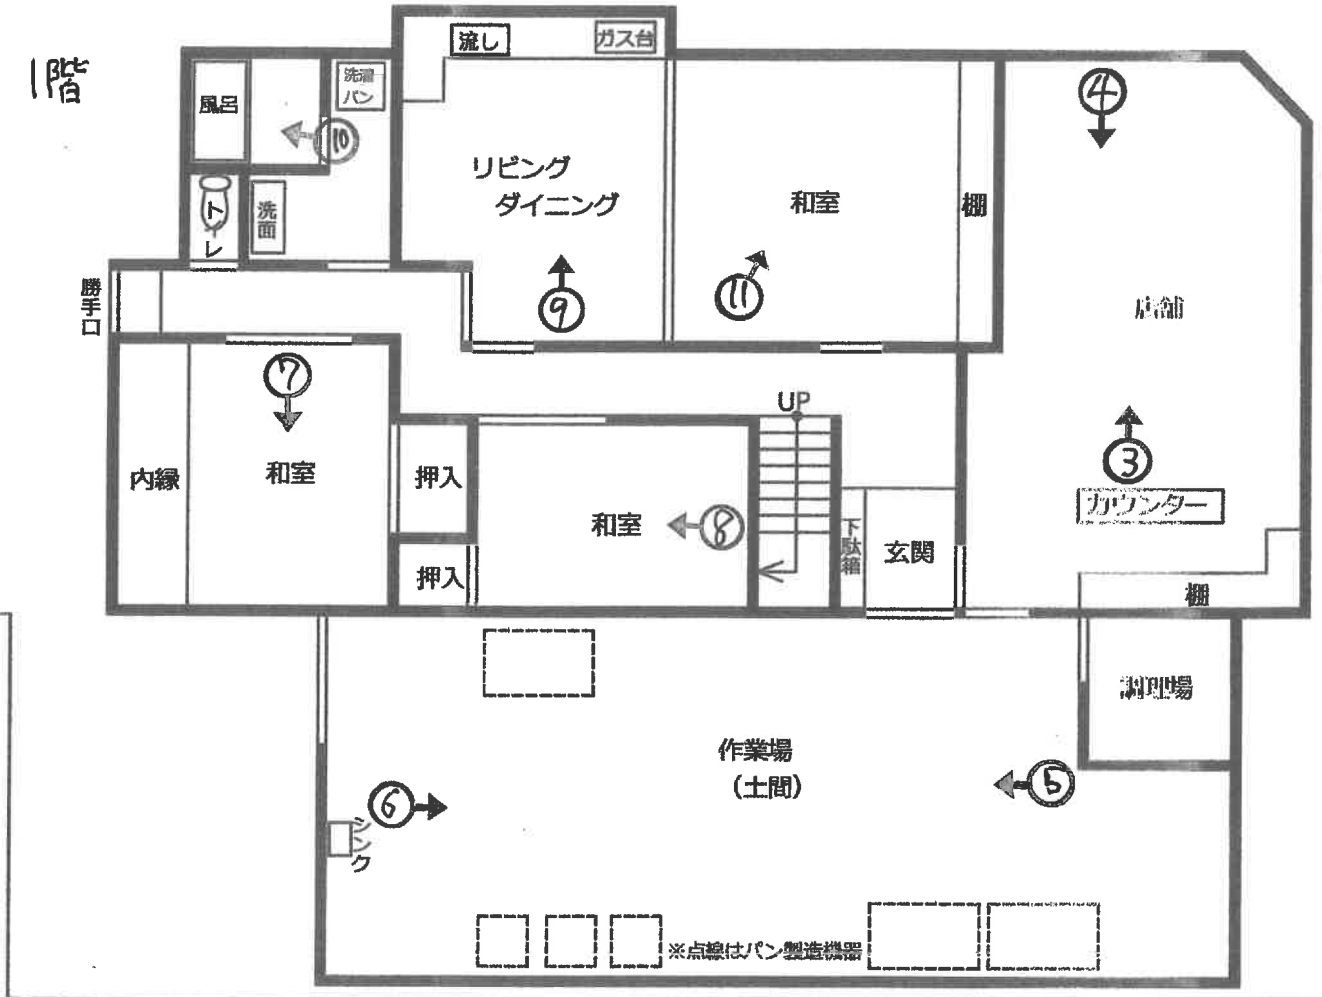 1階
流し
ガス台
洗濯
パン
風呂
④
⑩
リビング
ダイニング
和室
棚
トイレ
洗面
勝手口
⑨
⑪
店舗
⑦
UP
③
内縁
和室
押入
カウンター
和室
⑧
下駄箱
玄関
押入
棚
調理場
作業場
(土間)
⑤
⑥
シンク
※点線はパン製造機器